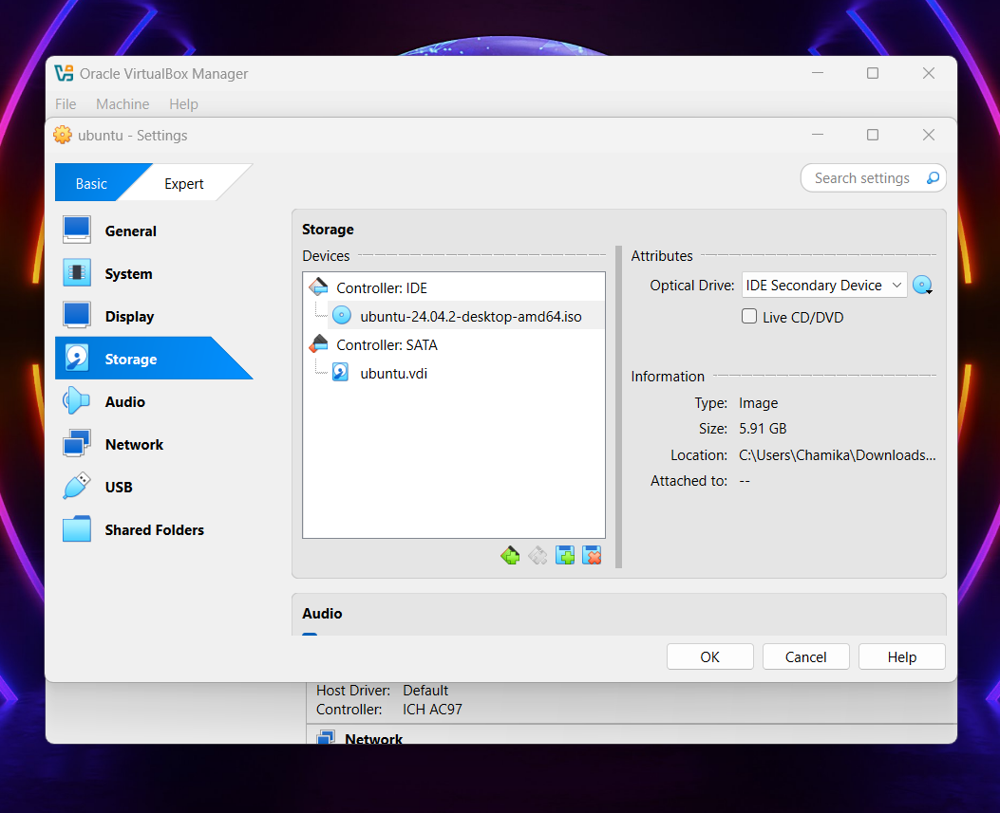 Oracle VirtualBox Manager
File Machine Help
ubuntu - Settings
Basic Expert
Search settings
General
System
Display
Storage
Audio
Network
USB
Shared Folders
Storage
Devices
Controller: IDE
ubuntu-24.04.2-desktop-amd64.iso
Controller: SATA
ubuntu.vdi
Attributes
Optical Drive: IDE Secondary Device
Live CD/DVD
Information
Type: Image
Size: 5.91 GB
Location: C:\Users\Chamika\Downloads...
Attached to: --
Audio
OK Cancel Help
Host Driver: Default
Controller: ICH AC97
Network